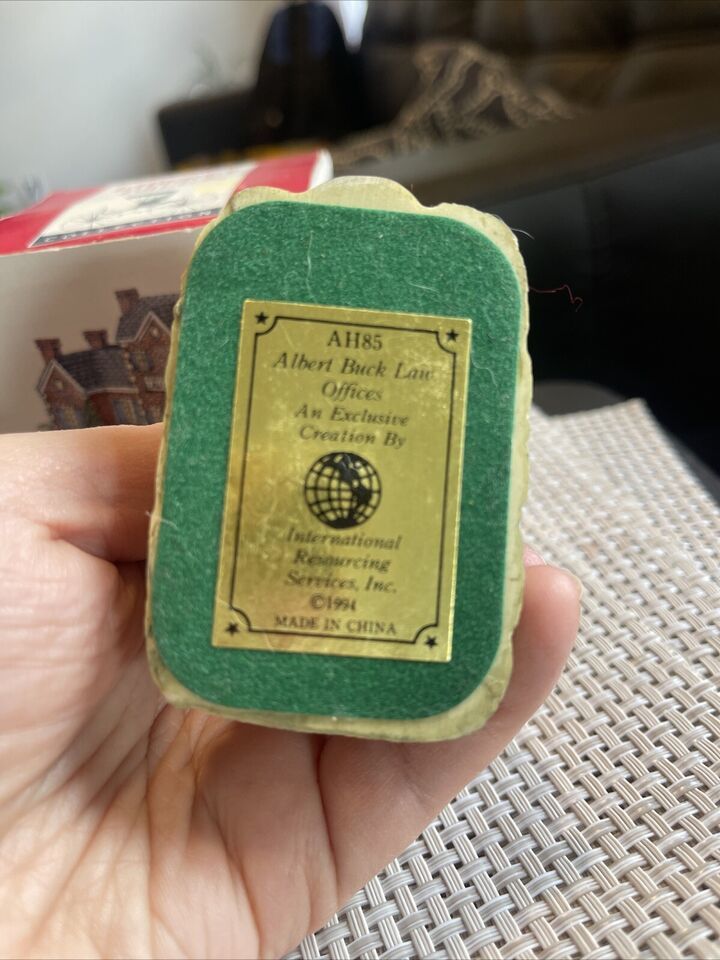 AH85
Albert Buck Law
Offices
An Exclusive
Creation By
International
Resourcing
Services, Inc.
©1994
MADE IN CHINA